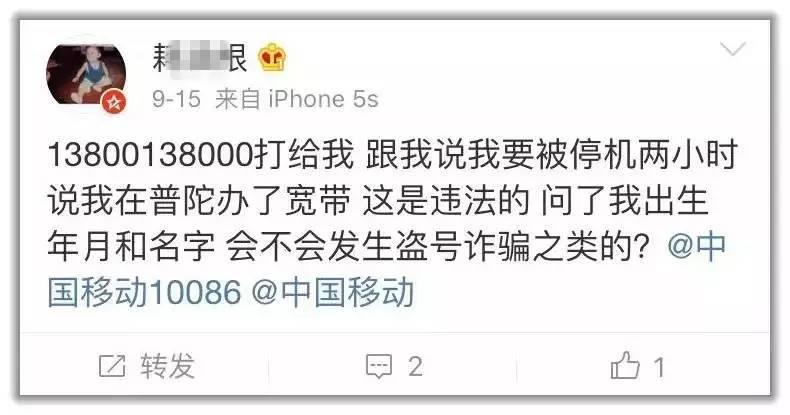 耕 根
9-15 来自 iPhone 5s
13800138000打给我 跟我说我要被停机两小时
说我在普陀办了宽带 这是违法的 问了我出生
年月和名字 会不会发生盗号诈骗之类的？@中
国移动10086 @中国移动
转发 2 1